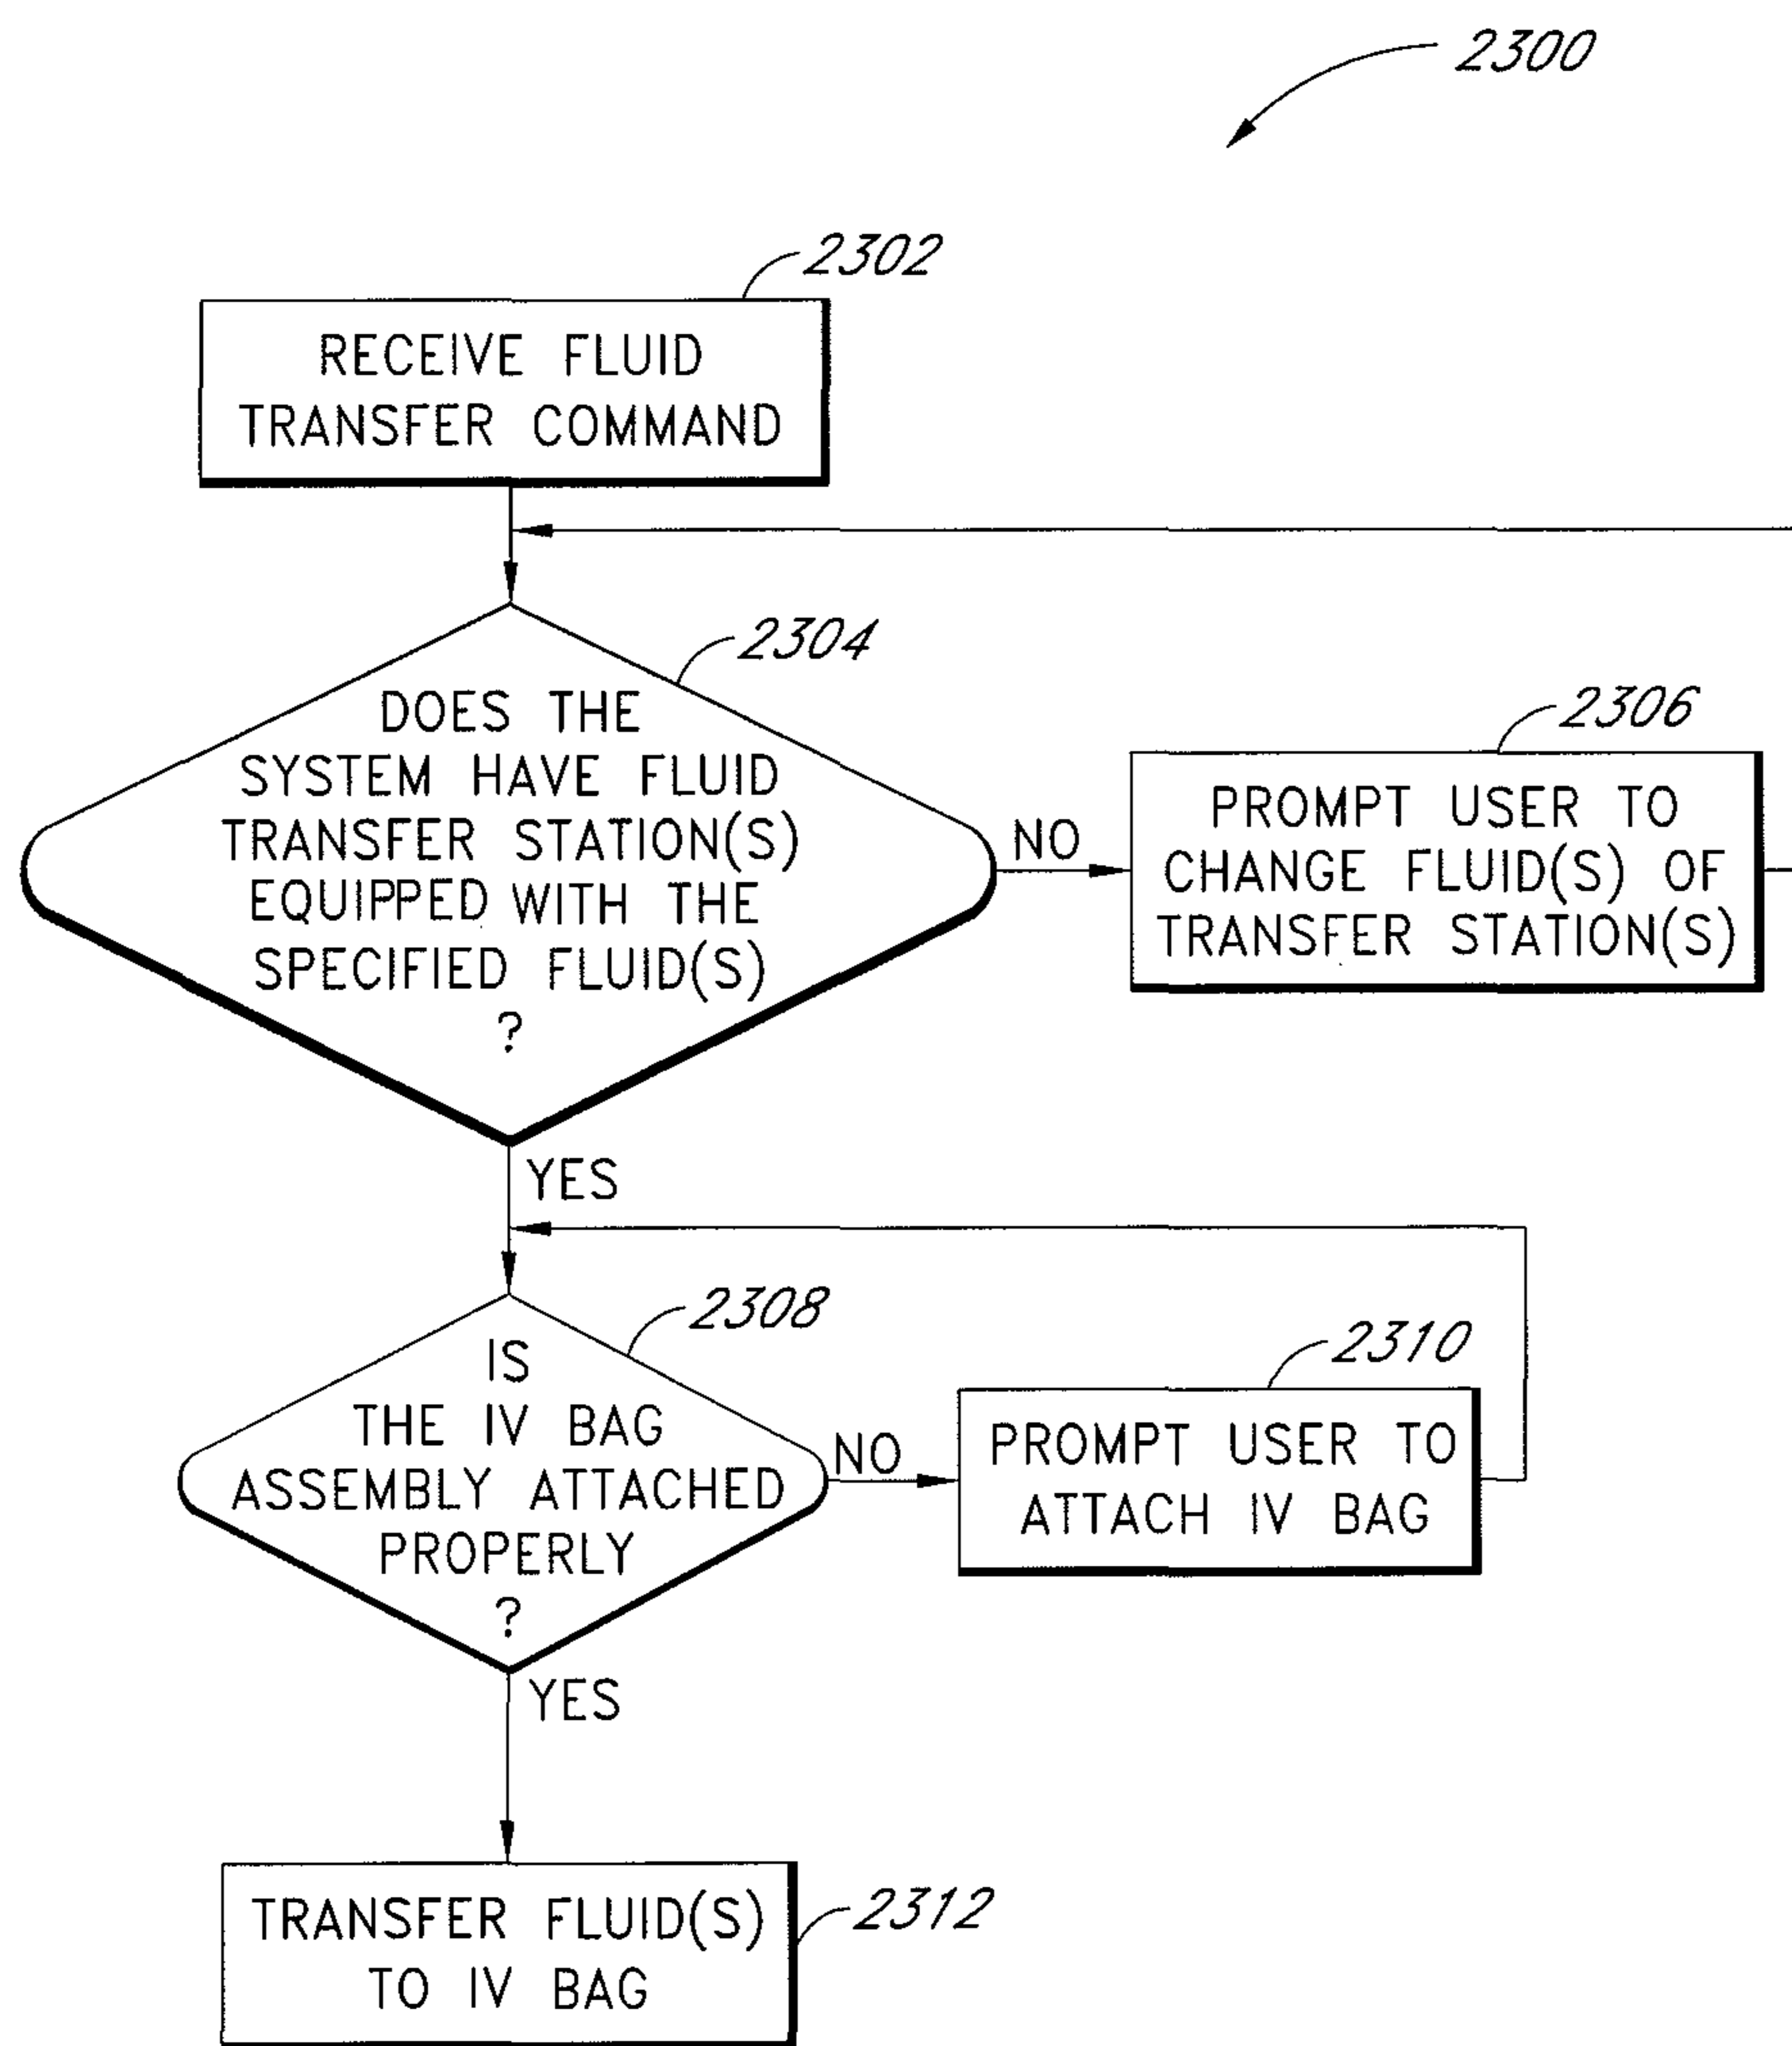 2300
2302
RECEIVE FLUID
TRANSFER COMMAND
2304
DOES THE
SYSTEM HAVE FLUID
TRANSFER STATION(S)
EQUIPPED WITH THE
SPECIFIED FLUID(S)
?
NO
2306
PROMPT USER TO
CHANGE FLUID(S) OF
TRANSFER STATION(S)
YES
2308
IS
THE IV BAG
ASSEMBLY ATTACHED
PROPERLY
?
NO
2310
PROMPT USER TO
ATTACH IV BAG
YES
2312
TRANSFER FLUID(S)
TO IV BAG